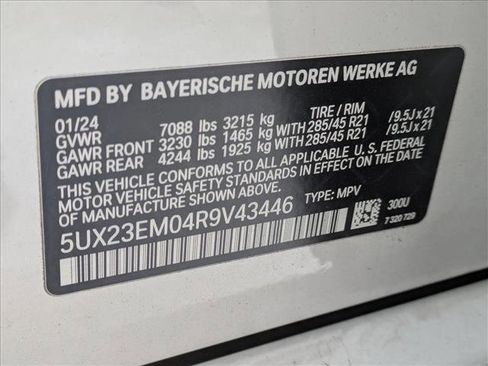 MFD BY BAYERISCHE MOTOREN WERKE AG
01/24 TIRE / RIM
GVWR 7088 lbs 3215 kg
GAWR FRONT 3230 lbs 1465 kg WITH 285/45 R21 / 9.5J x 21
GAWR REAR 4244 lbs 1925 kg WITH 285/45 R21 / 9.5J x 21
THIS VEHICLE CONFORMS TO ALL APPLICABLE U. S. FEDERAL
MOTOR VEHICLE SAFETY STANDARDS IN EFFECT ON THE DATE OF
MANUFACTURE SHOWN ABOVE.
5UX23EM04R9V43446 TYPE: MPV
300U
7 320 729